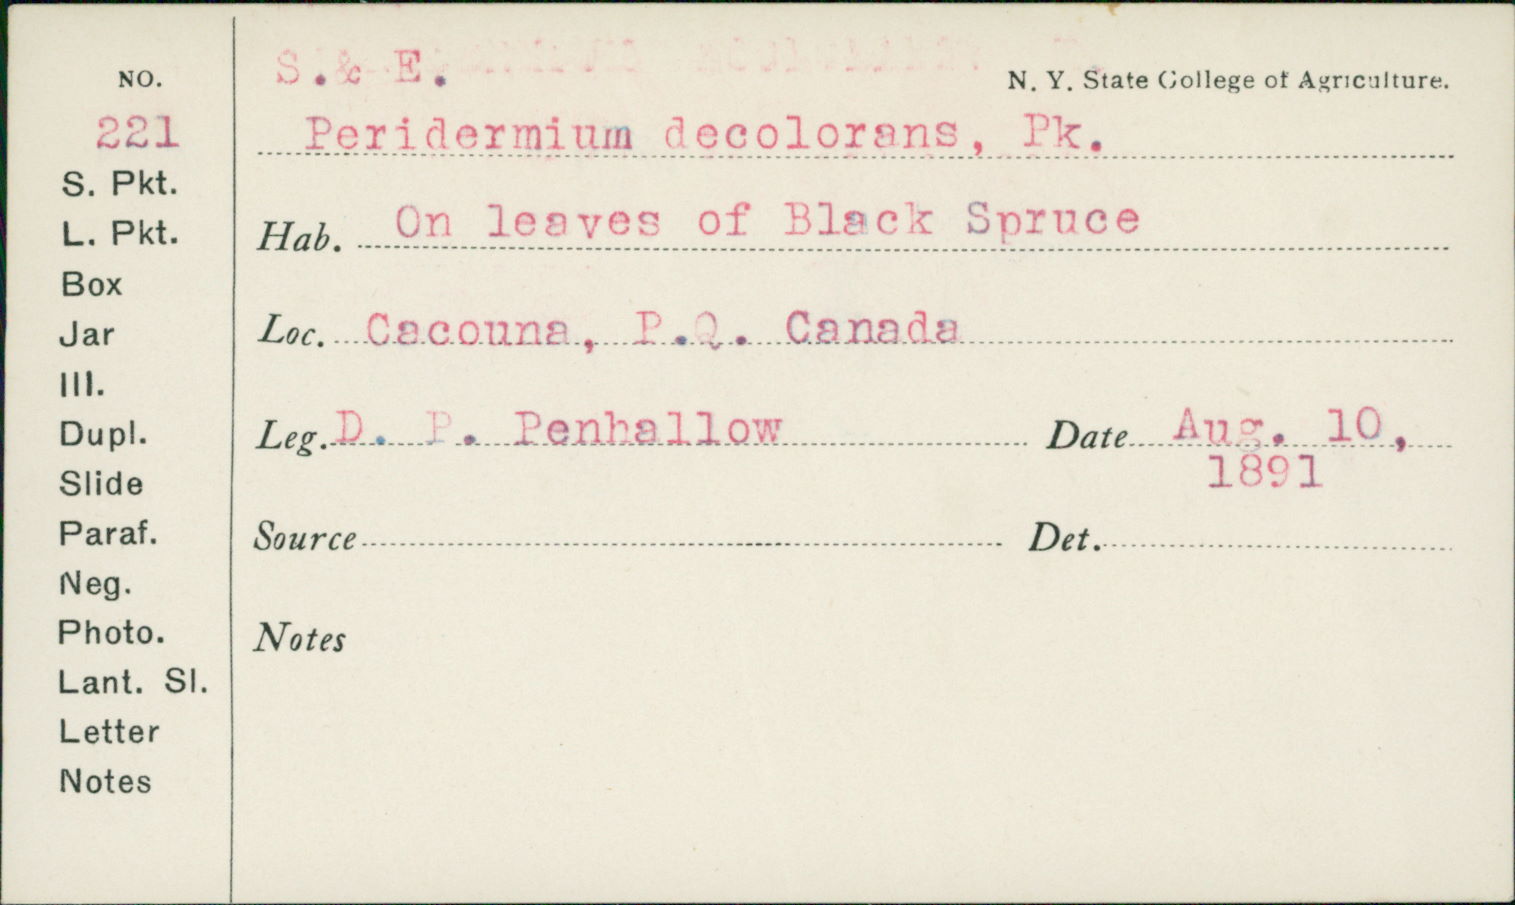 S.& E.
NO.
N. Y. State College of Agriculture.
221
Peridermium decolorans, Pk.
S. Pkt.
L. Pkt.
Hab. On leaves of Black Spruce
Box
Jar
Loc. Cacouna, P.Q. Canada
Ill.
Dupl.
Leg. D. P. Penhallow Date Aug. 10,
1891
Slide
Paraf.
Source Det.
Neg.
Photo.
Notes
Lant. Sl.
Letter
Notes